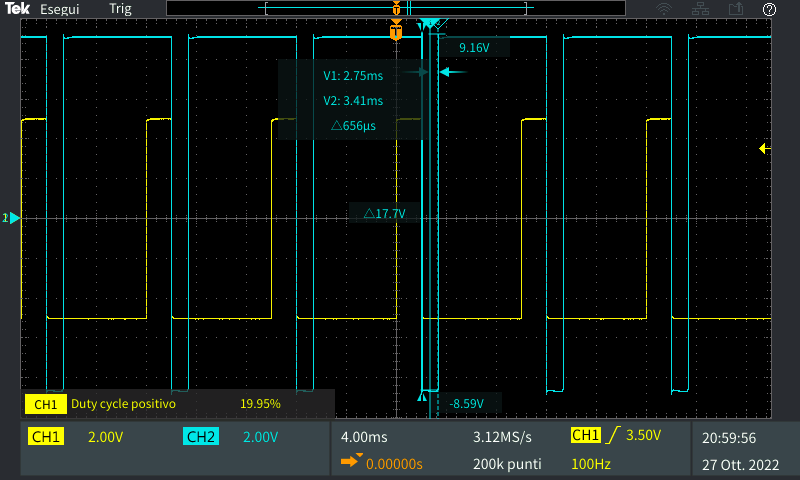 Tek Esegui Trig
T
T
9.16V
V1: 2.75ms
V2: 3.41ms
△656µs
△17.7V
-8.59V
CH1 Duty cycle positivo 19.95%
CH1 2.00V CH2 2.00V 4.00ms 3.12MS/s CH1 3.50V 20:59:56
0.00000s 200k punti 100Hz 27 Ott. 2022